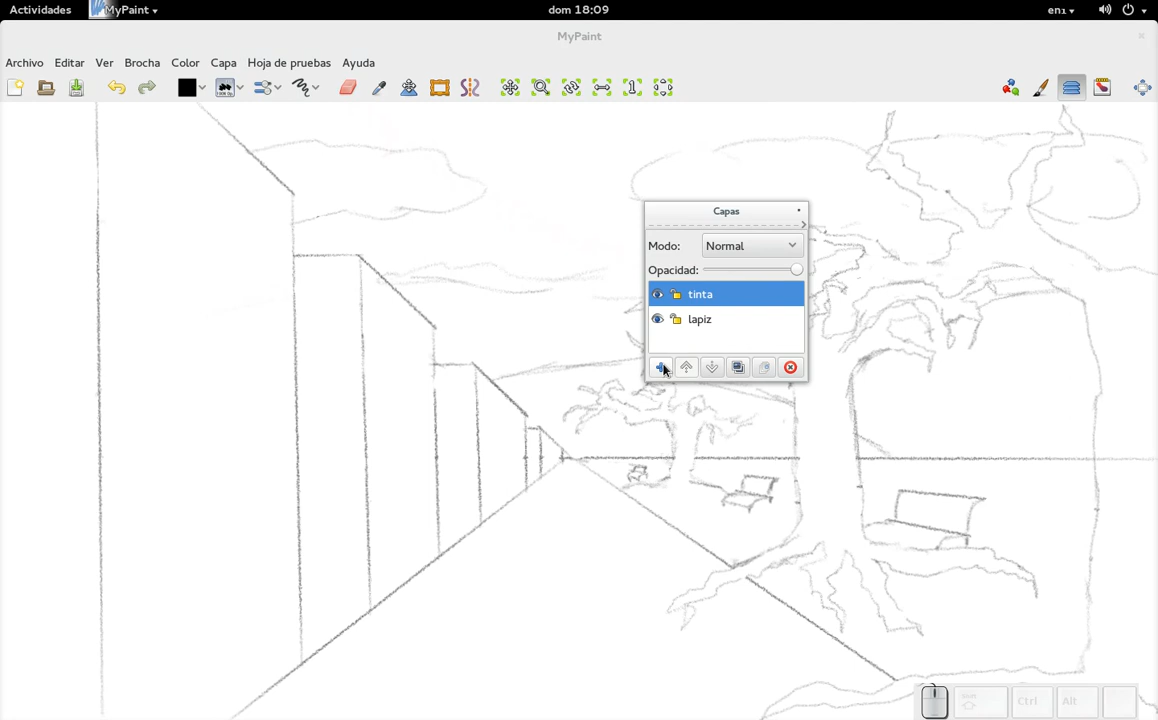 Actividades MyPaint dom 18:09 en₁
MyPaint
Archivo Editar Ver Brocha Color Capa Hoja de pruebas Ayuda
Capas
Modo: Normal
Opacidad:
tinta
lapiz
Ctrl Alt